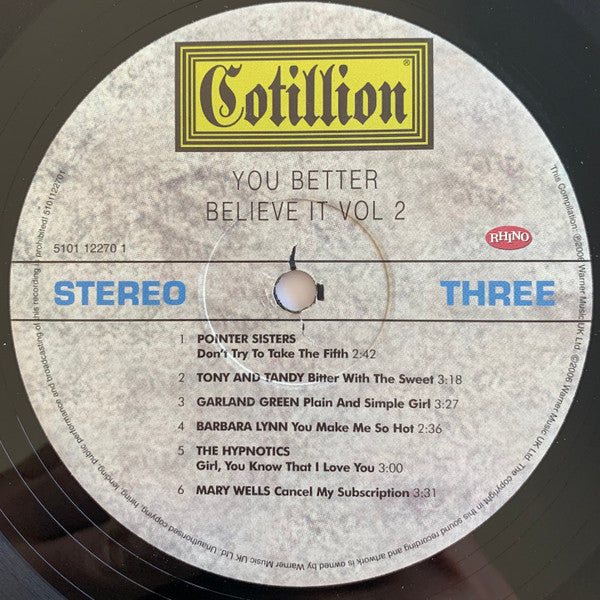 Cotillion®
YOU BETTER
BELIEVE IT VOL 2
5101 12270 1
RHINO
STEREO
THREE
1 POINTER SISTERS
Don't Try To Take The Fifth 2:42
2 TONY AND TANDY Bitter With The Sweet 3:18
3 GARLAND GREEN Plain And Simple Girl 3:27
4 BARBARA LYNN You Make Me So Hot 2:36
5 THE HYPNOTICS
Girl, You Know That I Love You 3:00
6 MARY WELLS Cancel My Subscription 3:31
This Compilation: ℗2006 Warner Music UK Ltd. ©2006 Warner Music UK Ltd. The copyright in this sound recording and artwork is owned by Warner Music UK Ltd. Unauthorised copying, hiring, lending, public performance and broadcasting of this recording is prohibited! 5101122701